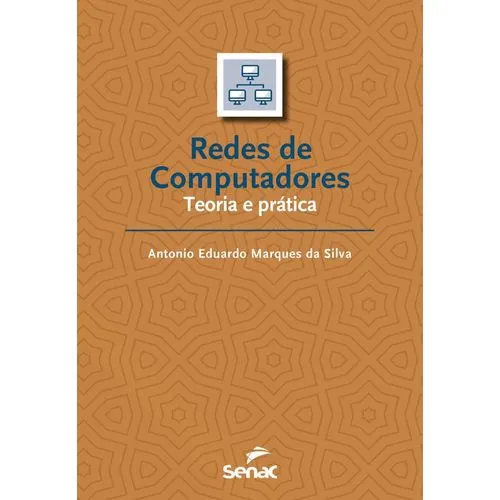 Redes de
Computadores
Teoria e prática
Antonio Eduardo Marques da Silva
senac